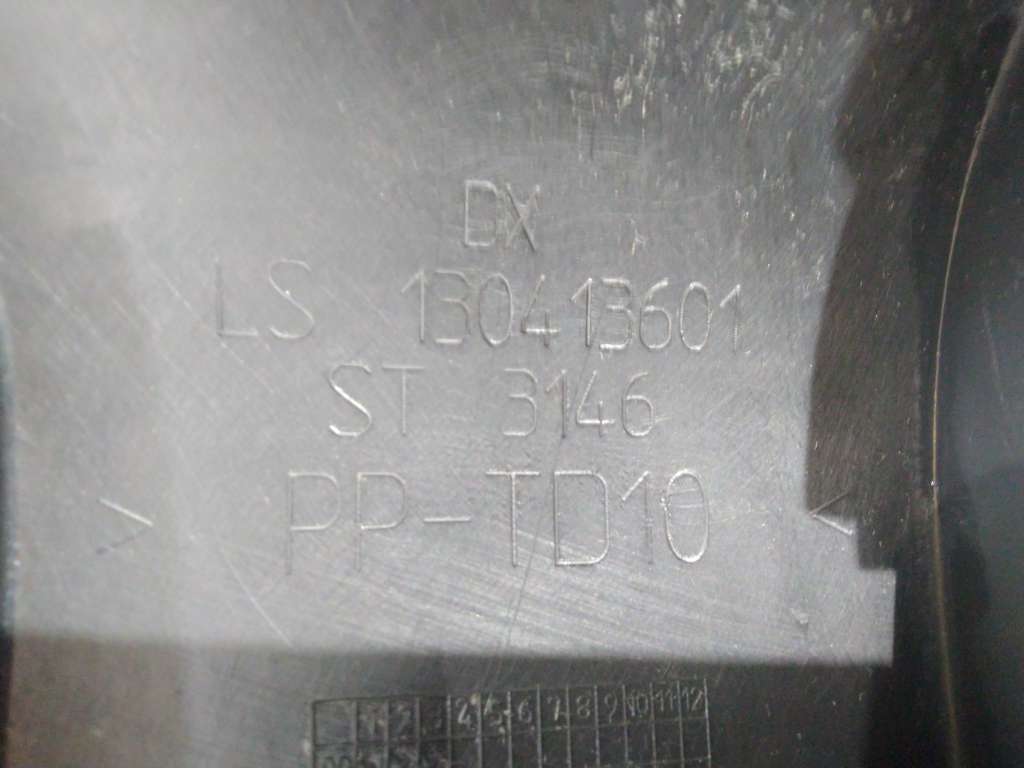 DX
LS 130413601
ST 3146
> PP-TD10 <
1 2 3 4 5 6 7 8 9 10 11 12